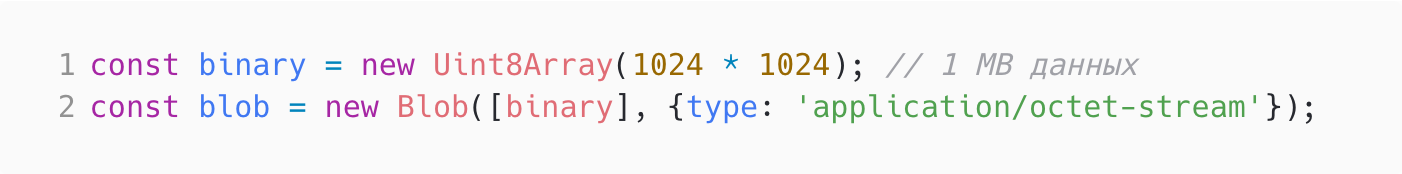 1 const binary = new Uint8Array(1024 * 1024); // 1 MB данных
2 const blob = new Blob([binary], {type: 'application/octet-stream'});